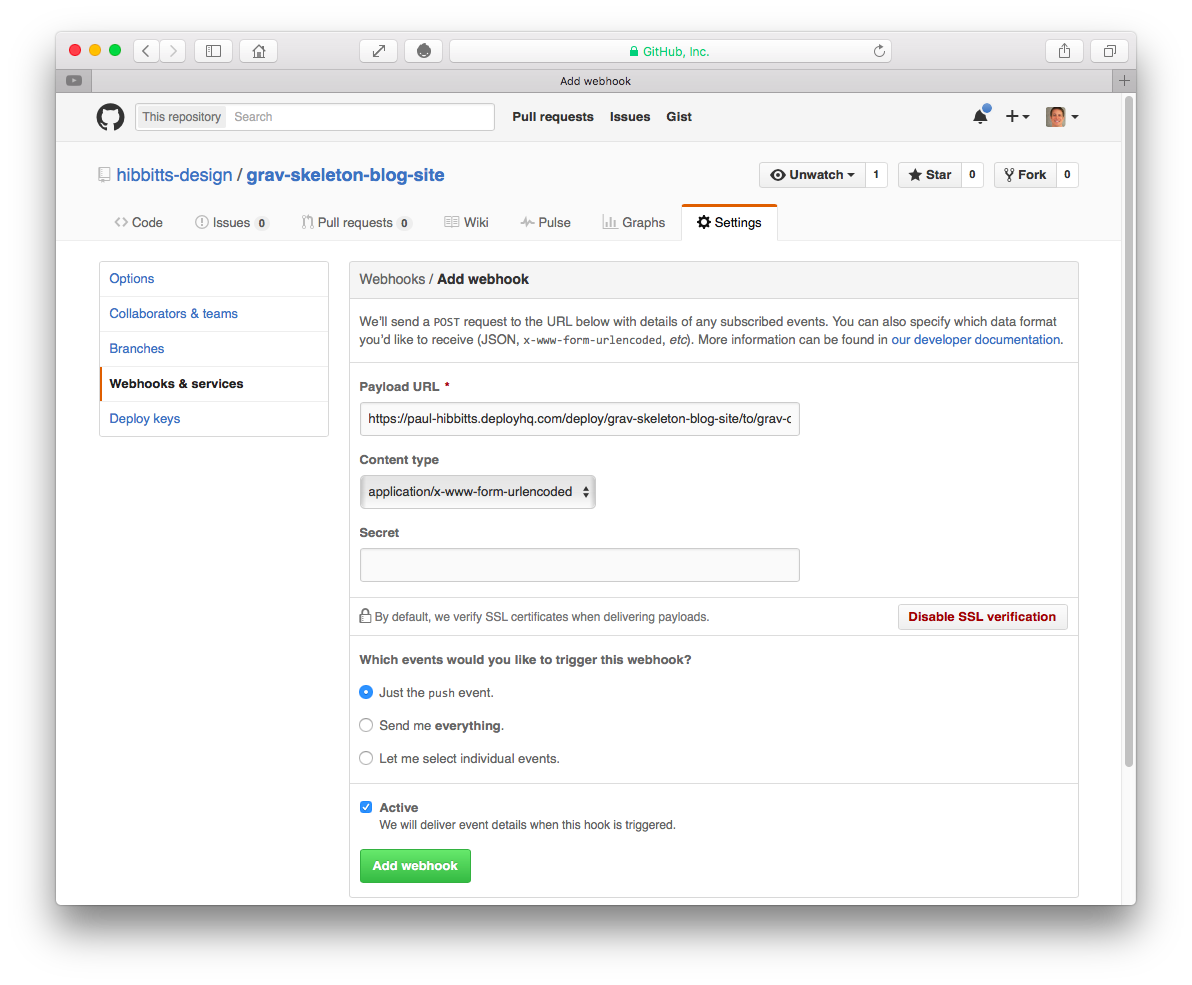 GitHub, Inc.
Add webhook
This repository Search Pull requests Issues Gist
hibbitts-design / grav-skeleton-blog-site Unwatch 1 Star 0 Fork 0
Code Issues 0 Pull requests 0 Wiki Pulse Graphs Settings
Options
Collaborators & teams
Branches
Webhooks & services
Deploy keys
Webhooks / Add webhook
We'll send a POST request to the URL below with details of any subscribed events. You can also specify which data format
you'd like to receive (JSON, x-www-form-urlencoded, etc). More information can be found in our developer documentation.
Payload URL *
https://paul-hibbitts.deployhq.com/deploy/grav-skeleton-blog-site/to/grav-c
Content type
application/x-www-form-urlencoded
Secret
By default, we verify SSL certificates when delivering payloads. Disable SSL verification
Which events would you like to trigger this webhook?
Just the push event.
Send me everything.
Let me select individual events.
Active
We will deliver event details when this hook is triggered.
Add webhook